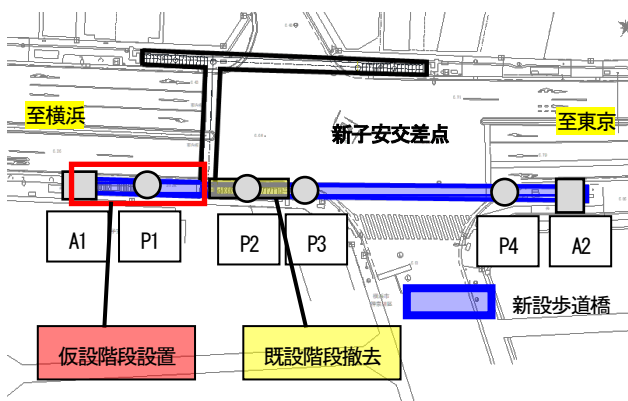 至横浜
新子安交差点
至東京
A1
P1
P2
P3
P4
A2
新設歩道橋
仮設階段設置
既設階段撤去